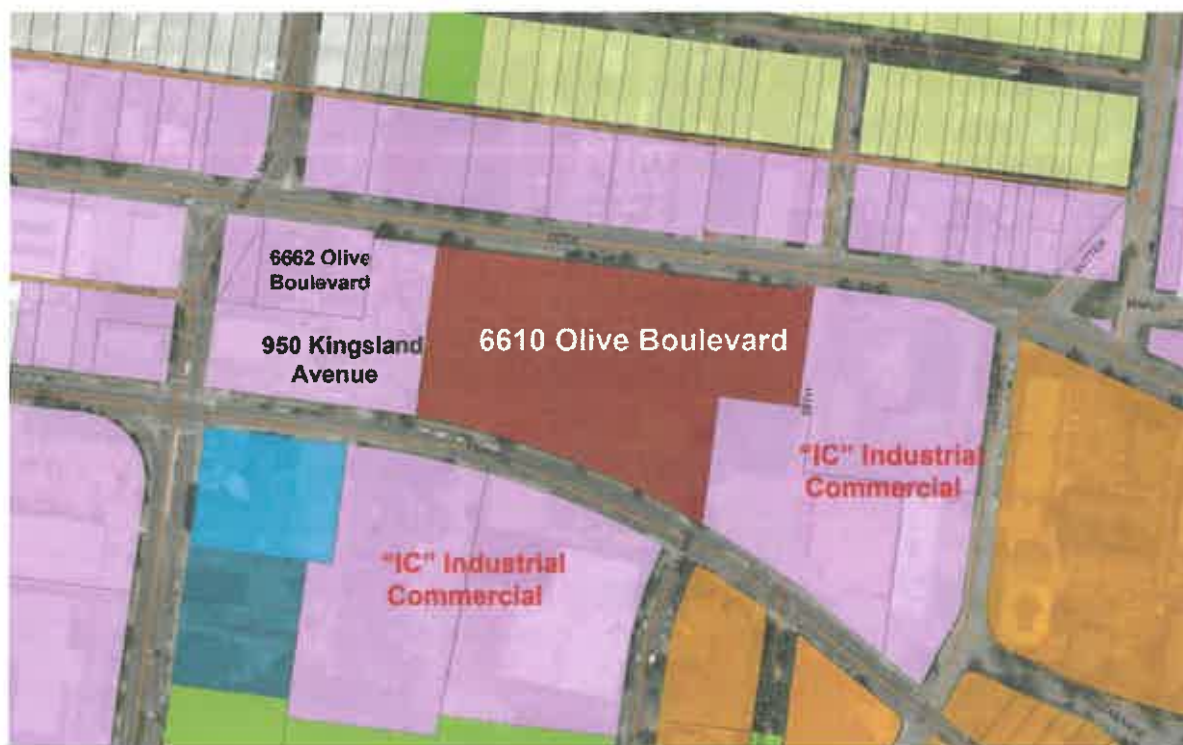 6662 Olive
Boulevard
950 Kingsland
Avenue
6610 Olive Boulevard
"IC" Industrial
Commercial
"IC" Industrial
Commercial